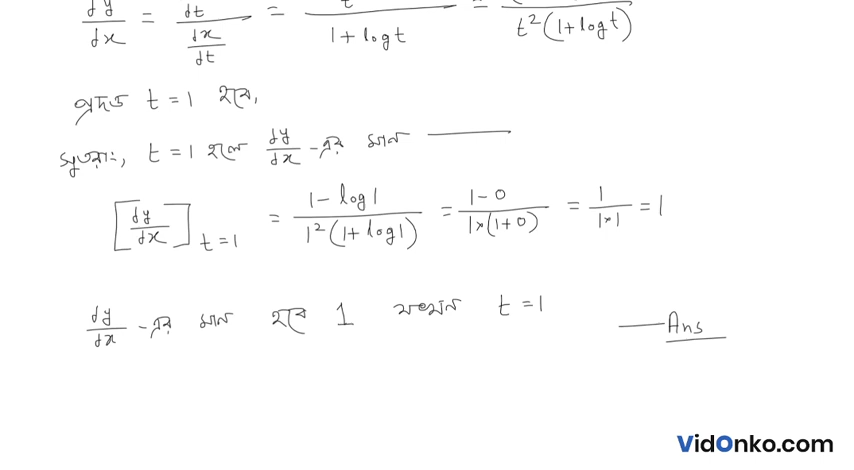 dy/dx = dt / dx/dt = t / 1 + log t = / t²(1 + log t)
প্রদত্ত t = 1 হবে,
সুতরাং, t = 1 হলে dy/dx - এর মান ———
[dy/dx] t = 1 = 1 - log 1 / 1²(1 + log 1) = 1 - 0 / 1×(1 + 0) = 1 / 1×1 = 1
dy/dx - এর মান হবে 1 যখন t = 1 —— Ans
VidOnko.com